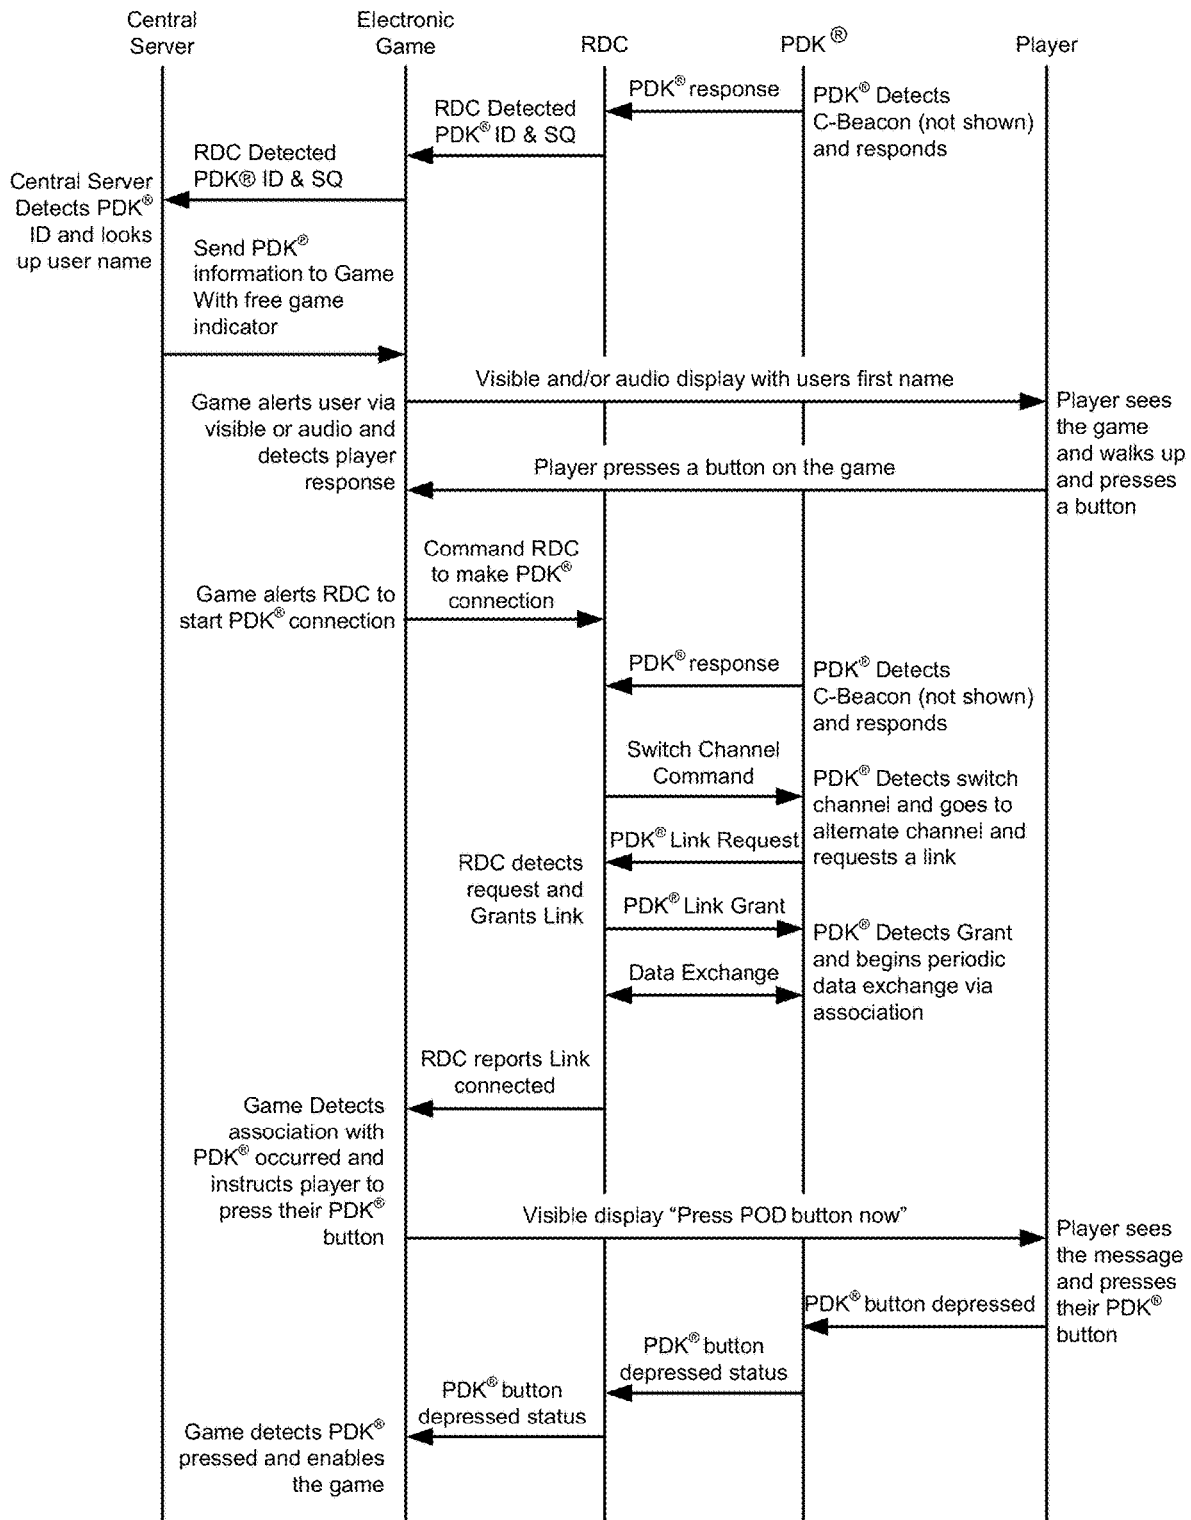 Central
Server
Electronic
Game
RDC
PDK®
Player
PDK® response
PDK® Detects
C-Beacon (not shown)
and responds
RDC Detected
PDK® ID & SQ
RDC Detected
PDK® ID & SQ
Central Server
Detects PDK®
ID and looks
up user name
Send PDK®
information to Game
With free game
indicator
Visible and/or audio display with users first name
Game alerts user via
visible or audio and
detects player
response
Player sees
the game
and walks up
and presses
a button
Player presses a button on the game
Command RDC
to make PDK®
connection
Game alerts RDC to
start PDK® connection
PDK® response
PDK® Detects
C-Beacon (not shown)
and responds
Switch Channel
Command
PDK® Detects switch
channel and goes to
alternate channel and
requests a link
PDK® Link Request
RDC detects
request and
Grants Link
PDK® Link Grant
PDK® Detects Grant
and begins periodic
data exchange via
association
Data Exchange
RDC reports Link
connected
Game Detects
association with
PDK® occurred and
instructs player to
press their PDK®
button
Visible display “Press POD button now”
Player sees
the message
and presses
their PDK®
button
PDK® button depressed
PDK® button
depressed status
PDK® button
depressed status
Game detects PDK®
pressed and enables
the game